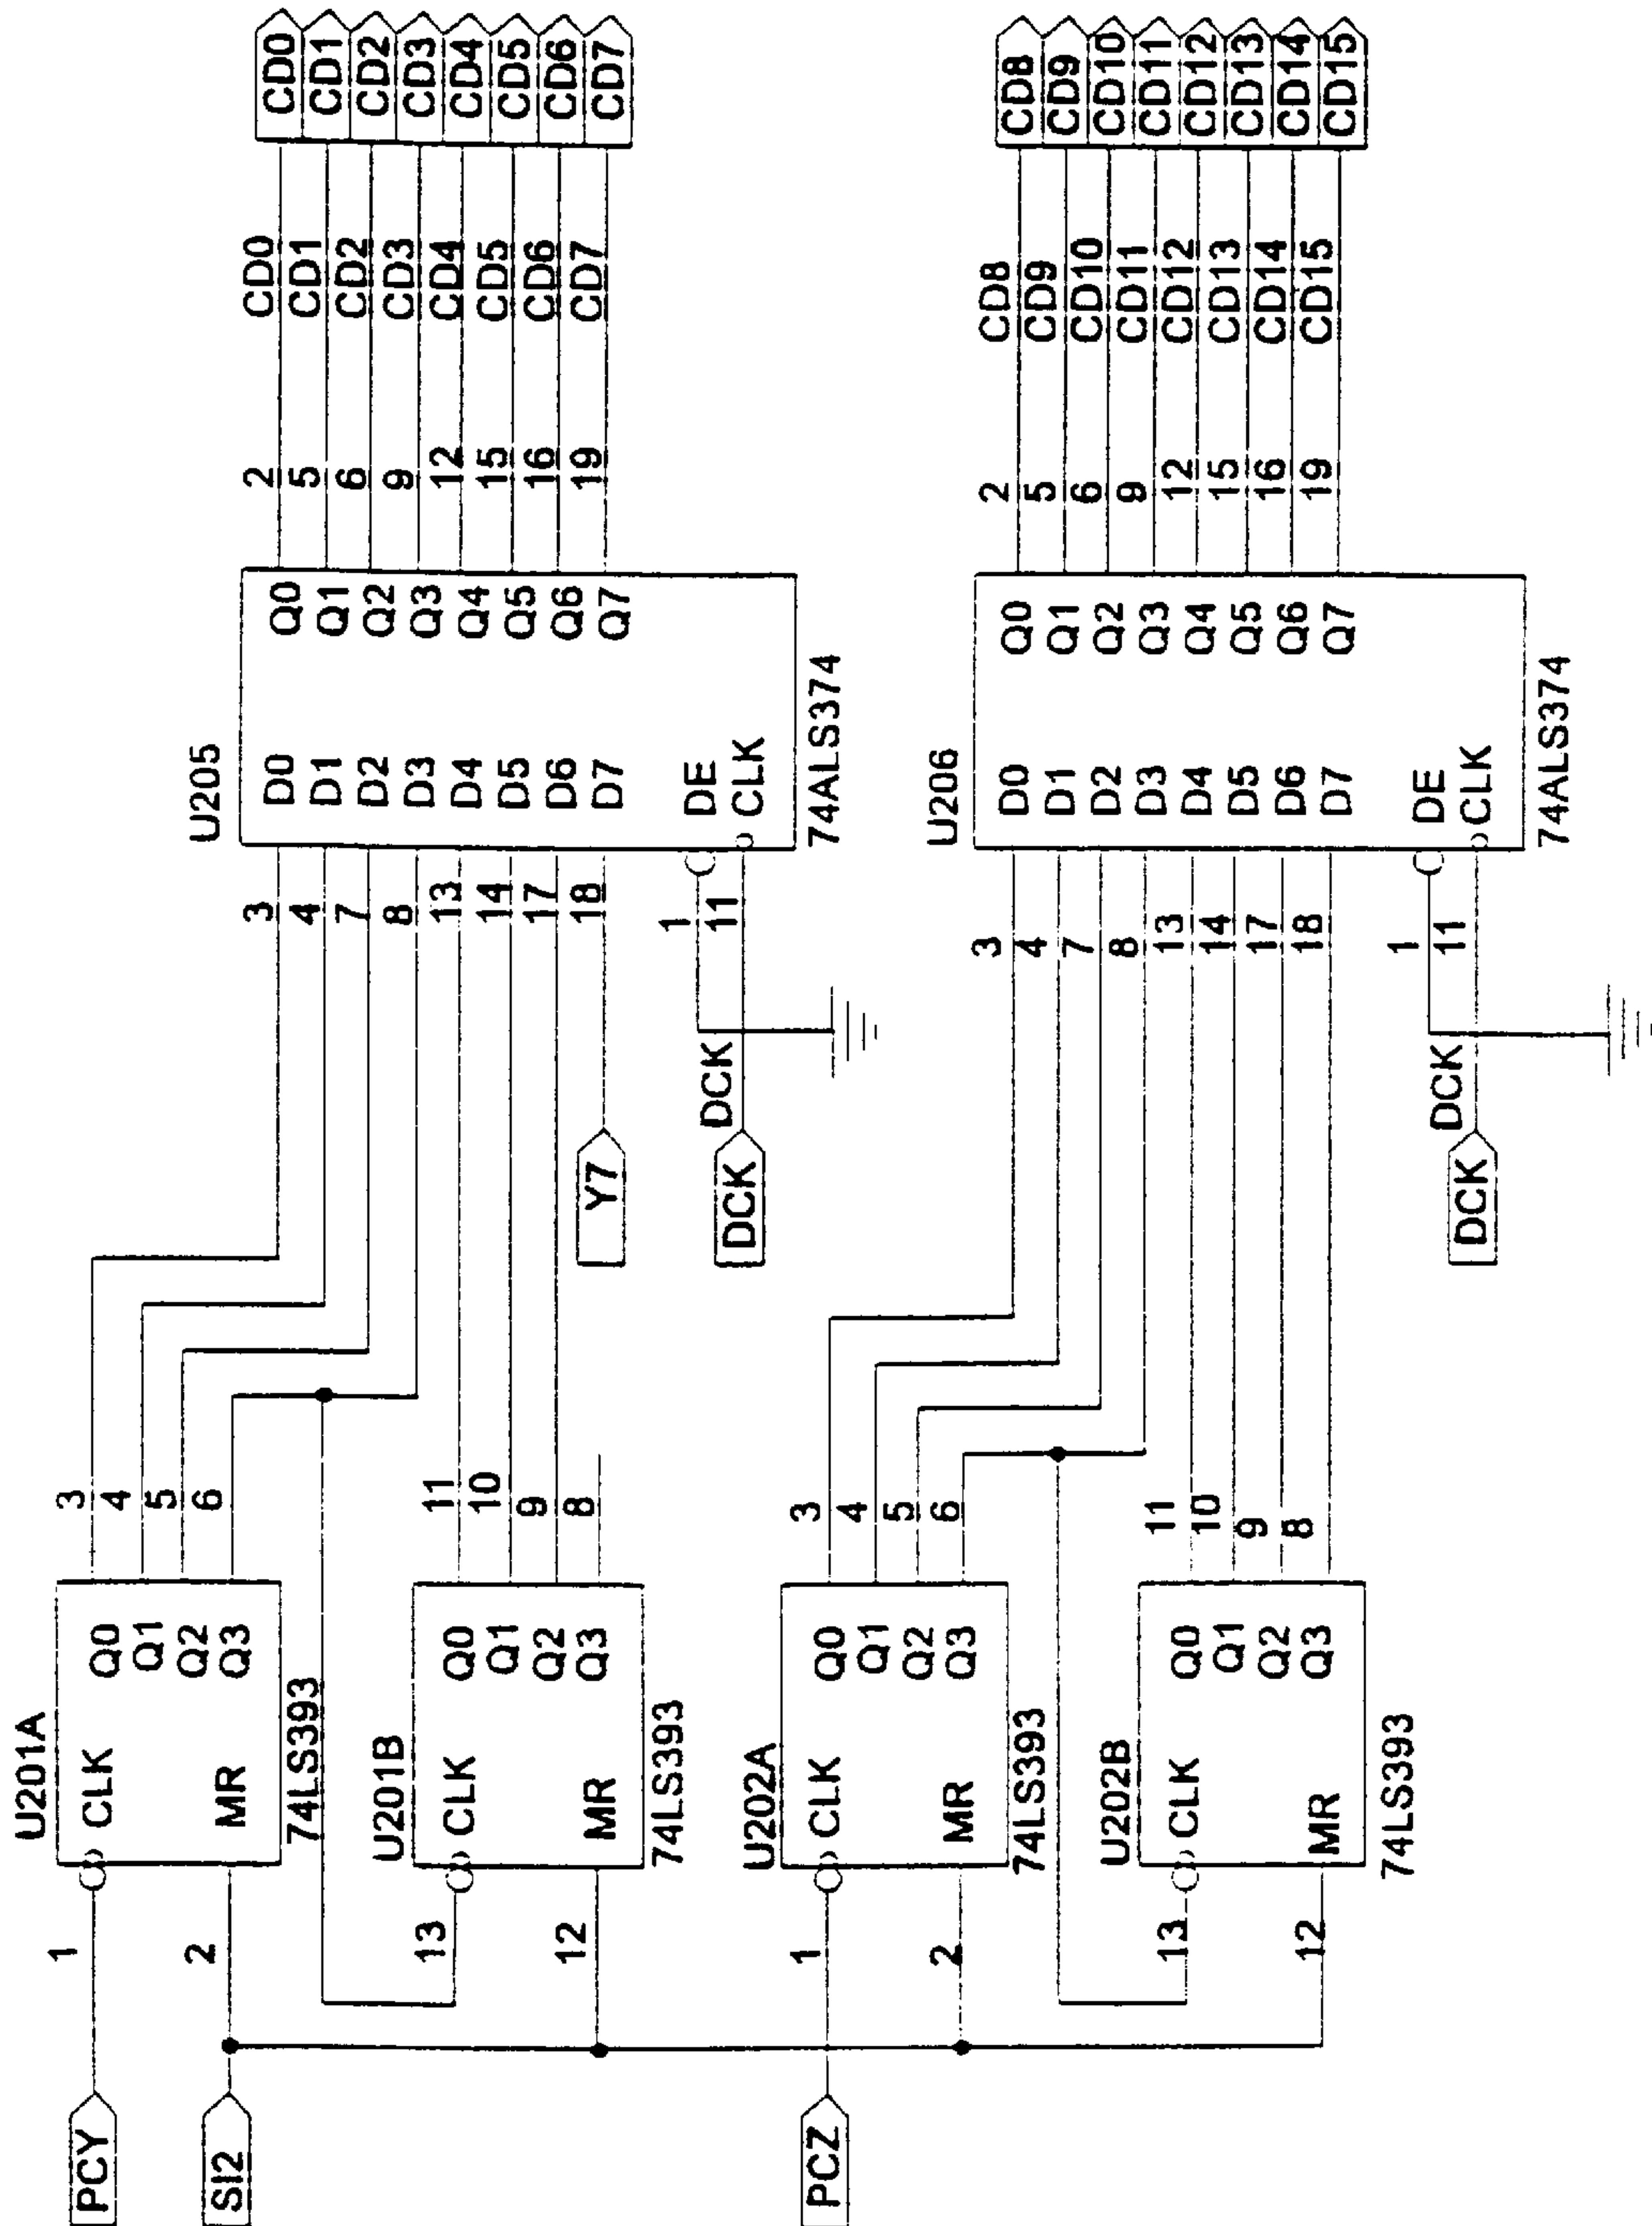 U201A
PCY
1
CLK
Q0
3
Q1
4
Q2
5
SI2
2
MR
Q3
6
74LS393
U201B
13
CLK
Q0
11
Q1
10
Q2
9
12
MR
Q3
8
74LS393
U202A
PCZ
1
CLK
Q0
3
Q1
4
Q2
5
2
MR
Q3
6
74LS393
U202B
13
CLK
Q0
11
Q1
10
Q2
9
12
MR
Q3
8
74LS393
U205
3
D0
Q0
2
CD0
CD0
4
D1
Q1
5
CD1
CD1
7
D2
Q2
6
CD2
CD2
8
D3
Q3
9
CD3
CD3
13
D4
Q4
12
CD4
CD4
14
D5
Q5
15
CD5
CD5
17
D6
Q6
16
CD6
CD6
Y7
18
D7
Q7
19
CD7
CD7
1
DE
DCK
DCK
11
CLK
74ALS374
U206
3
D0
Q0
2
CD8
CD8
4
D1
Q1
5
CD9
CD9
7
D2
Q2
6
CD10
CD10
8
D3
Q3
9
CD11
CD11
13
D4
Q4
12
CD12
CD12
14
D5
Q5
15
CD13
CD13
17
D6
Q6
16
CD14
CD14
18
D7
Q7
19
CD15
CD15
1
DE
DCK
DCK
11
CLK
74ALS374